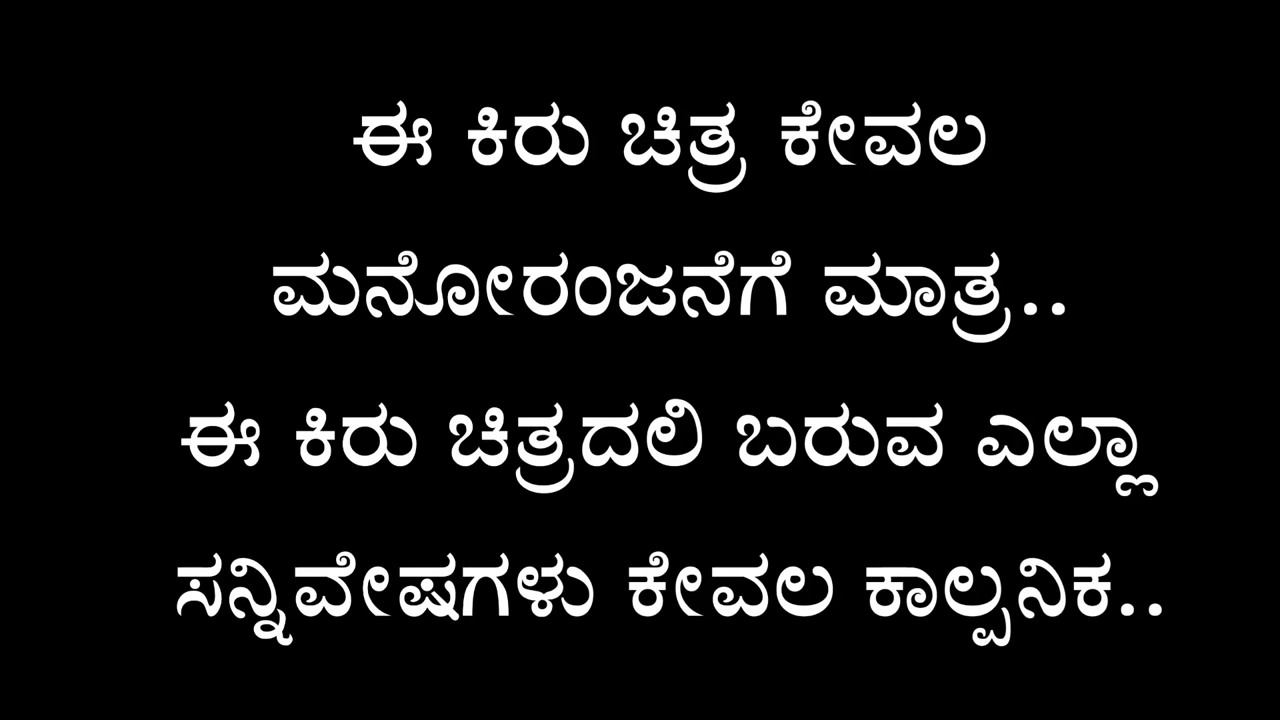 ಈ ಕಿರು ಚಿತ್ರ ಕೇವಲ
ಮನೋರಂಜನೆಗೆ ಮಾತ್ರ..
ಈ ಕಿರು ಚಿತ್ರದಲಿ ಬರುವ ಎಲ್ಲಾ
ಸನ್ನಿವೇಷಗಳು ಕೇವಲ ಕಾಲ್ಪನಿಕ..